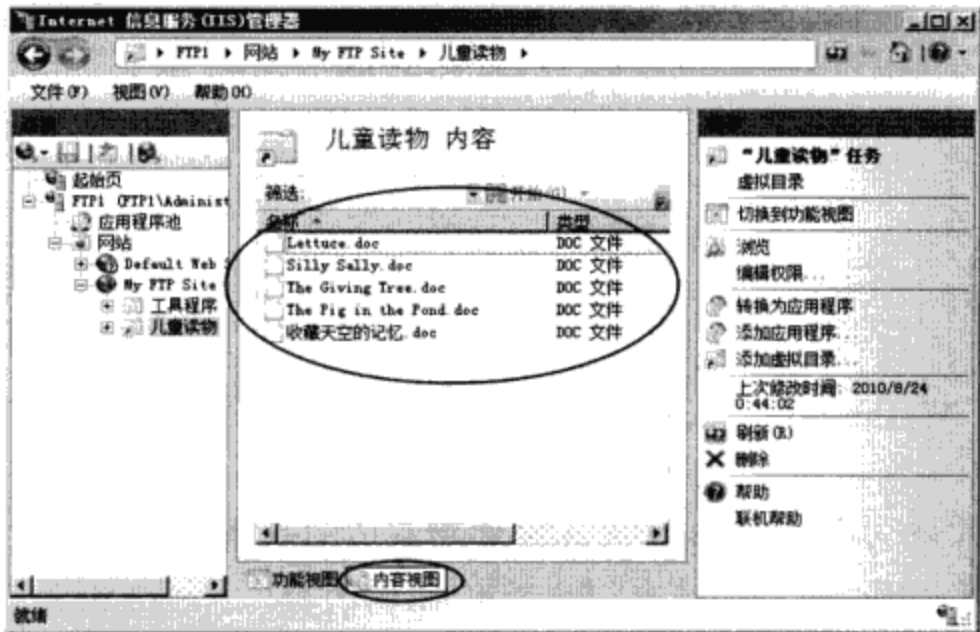 Internet 信息服务(IIS)管理器
FTP1 网站 My FTP Site 儿童读物
文件(F) 视图(V) 帮助(H)
起始页
FTP1 (FTP1\Administ
应用程序池
网站
Default Web S
My FTP Site
工具程序
儿童读物
儿童读物 内容
筛选:
名称 类型
Lettuce.doc DOC 文件
Silly Sally.doc DOC 文件
The Giving Tree.doc DOC 文件
The Pig in the Pond.doc DOC 文件
收藏天空的记忆.doc DOC 文件
功能视图 内容视图
“儿童读物”任务
虚拟目录
切换到功能视图
浏览
编辑权限...
转换为应用程序
添加应用程序...
添加虚拟目录...
上次修改时间: 2010/8/24
0:44:02
刷新(R)
删除
帮助
联机帮助
就绪